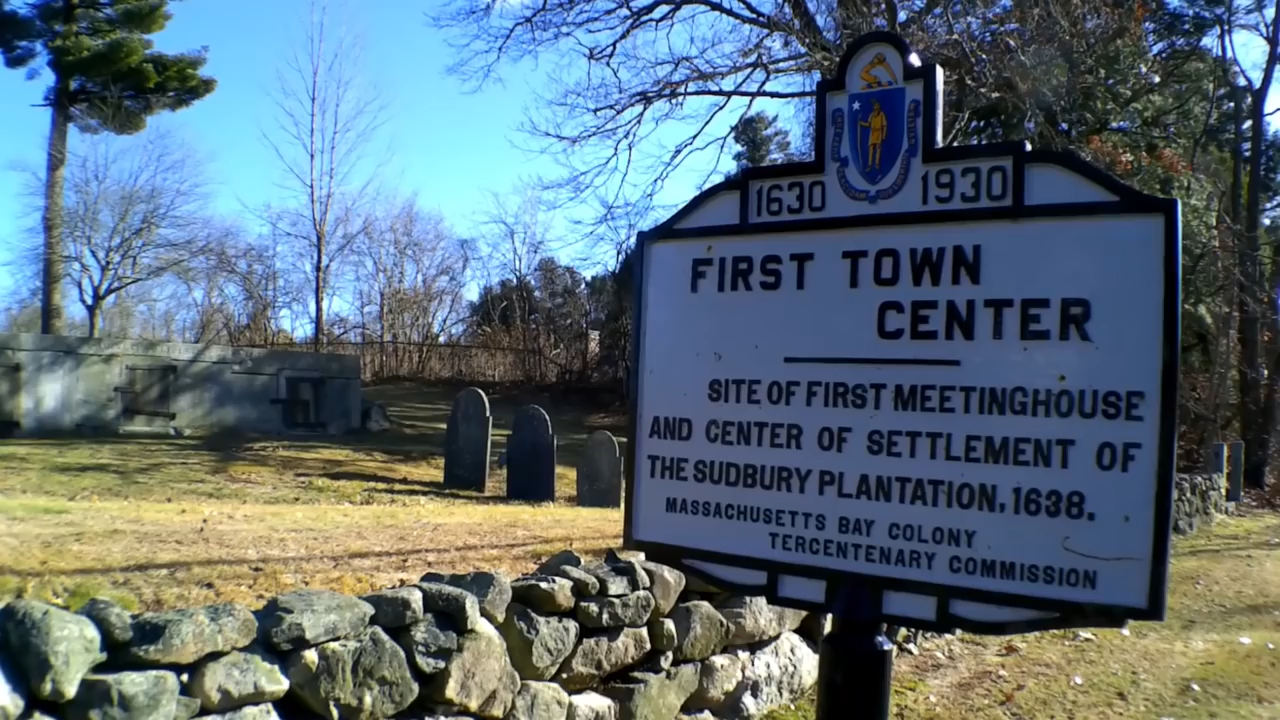 1630 1930
FIRST TOWN
CENTER
SITE OF FIRST MEETINGHOUSE
AND CENTER OF SETTLEMENT OF
THE SUDBURY PLANTATION, 1638.
MASSACHUSETTS BAY COLONY
TERCENTENARY COMMISSION